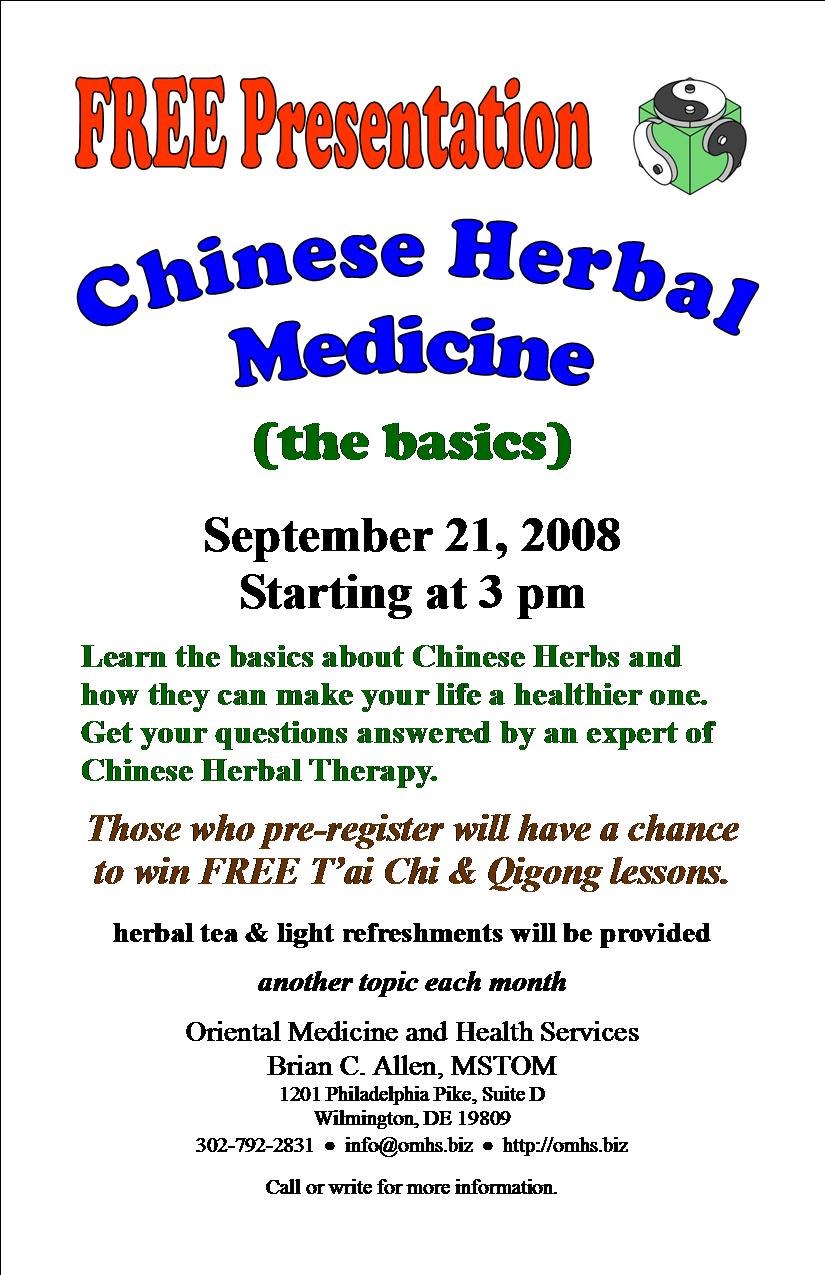 FREE Presentation
Chinese Herbal
Medicine
(the basics)
September 21, 2008
Starting at 3 pm
Learn the basics about Chinese Herbs and
how they can make your life a healthier one.
Get your questions answered by an expert of
Chinese Herbal Therapy.
Those who pre-register will have a chance
to win FREE T’ai Chi & Qigong lessons.
herbal tea & light refreshments will be provided
another topic each month
Oriental Medicine and Health Services
Brian C. Allen, MSTOM
1201 Philadelphia Pike, Suite D
Wilmington, DE 19809
302-792-2831 • info@omhs.biz • http://omhs.biz
Call or write for more information.